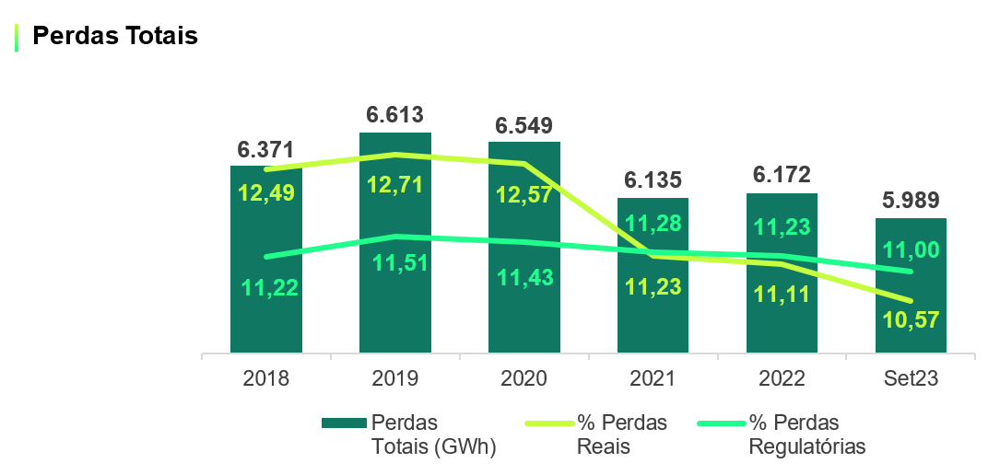 Perdas Totais
6.371
6.613
6.549
6.135
6.172
5.989
12,49
12,71
12,57
11,28
11,23
11,00
11,22
11,51
11,43
11,23
11,11
10,57
2018
2019
2020
2021
2022
Set23
Perdas
Totais (GWh)
% Perdas
Reais
% Perdas
Regulatórias